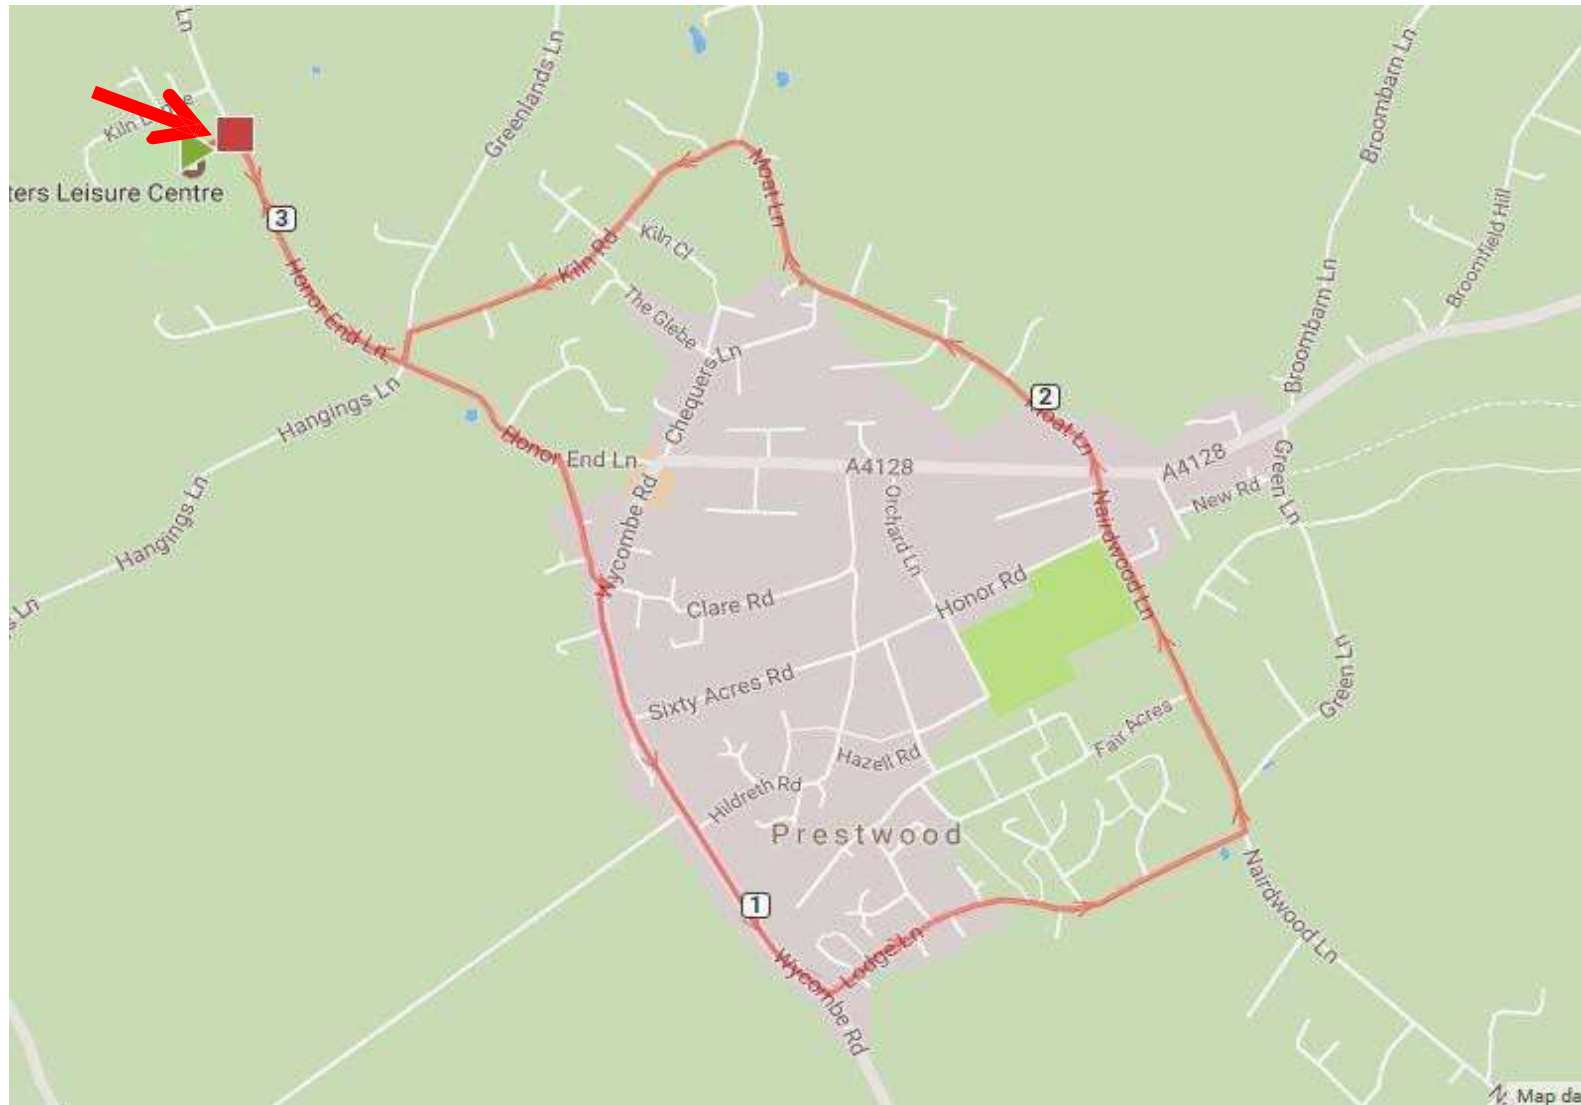 Ln
Greenlands Ln
Broombarn Ln
Kiln
ters Leisure Centre
3
Moat Ln
Kiln Cl
Kiln Rd
Broomfield Hill
Honor End Ln
The Glebe
Broombarn Ln
Chequers Ln
Hangings Ln
2
Moat Ln
Honor End Ln
A4128
A4128
Green Ln
New Rd
Wycombe Rd
Orchard Ln
Nairdwood Ln
Hangings Ln
Honor Rd
Clare Rd
s Ln
Green Ln
Sixty Acres Rd
Fair Acres
Hazell Rd
Hildreth Rd
Prestwood
1
Nairdwood Ln
Lodge Ln
Wycombe Rd
N
Map da